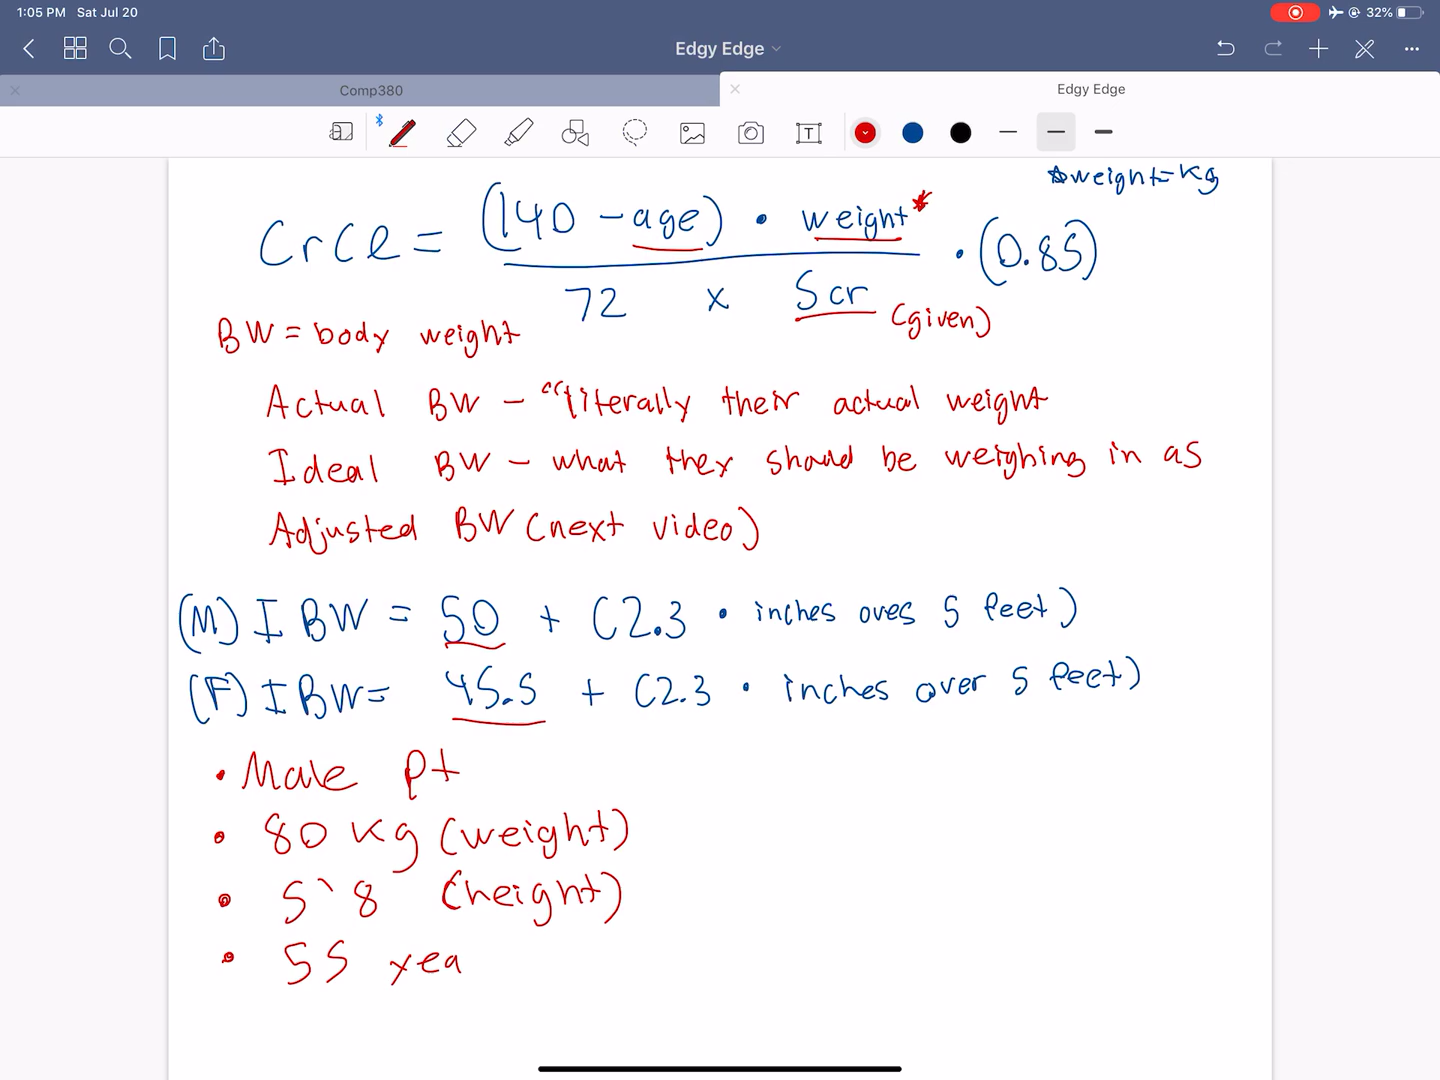 1:05 PM Sat Jul 20
32%
Edgy Edge
Comp380
Edgy Edge
T
weight=Kg
CrCl = (140 - age) • weight* • (0.85)
72 x Scr (given)
BW = body weight
Actual BW - "literally their actual weight
Ideal BW - what they should be weighing in as
Adjusted BW (next video)
(M) IBW = 50 + (2.3 • inches over 5 feet)
(F) IBW = 45.5 + (2.3 • inches over 5 feet)
• Male pt
• 80 kg (weight)
• 5'8 (height)
• 55 yea